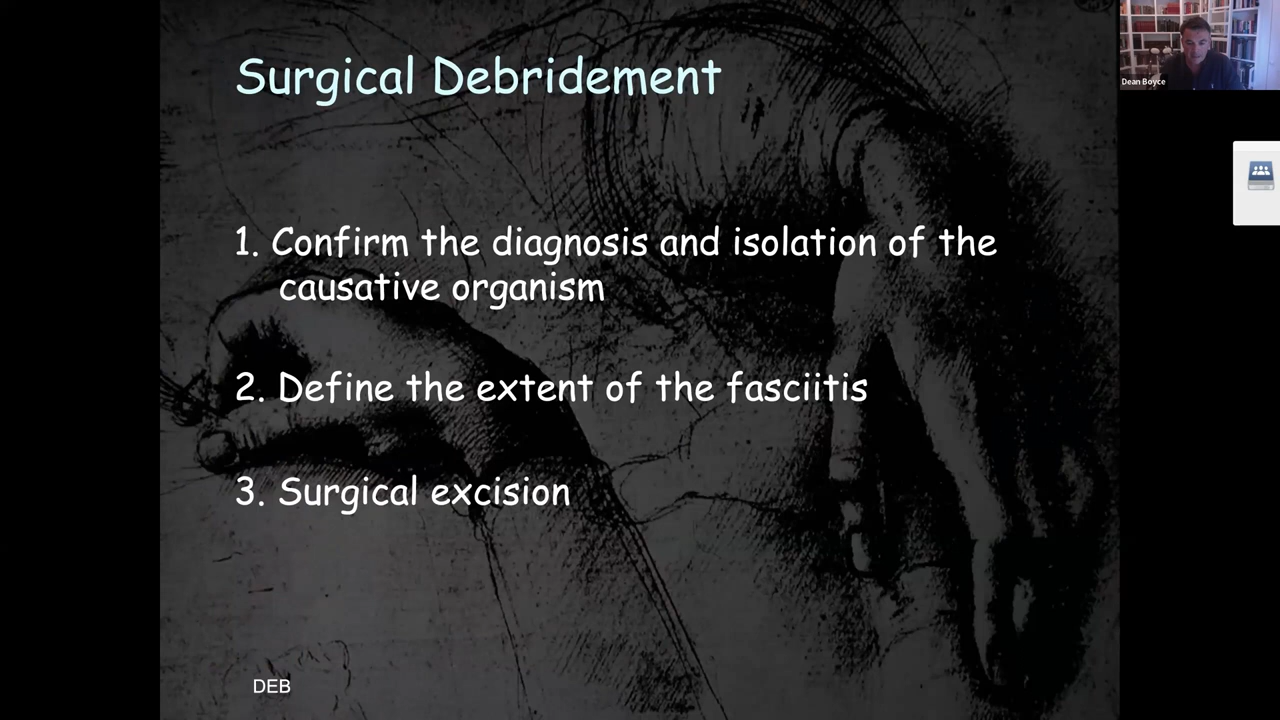 Surgical Debridement
Dean Boyce
1. Confirm the diagnosis and isolation of the
causative organism
2. Define the extent of the fasciitis
3. Surgical excision
DEB